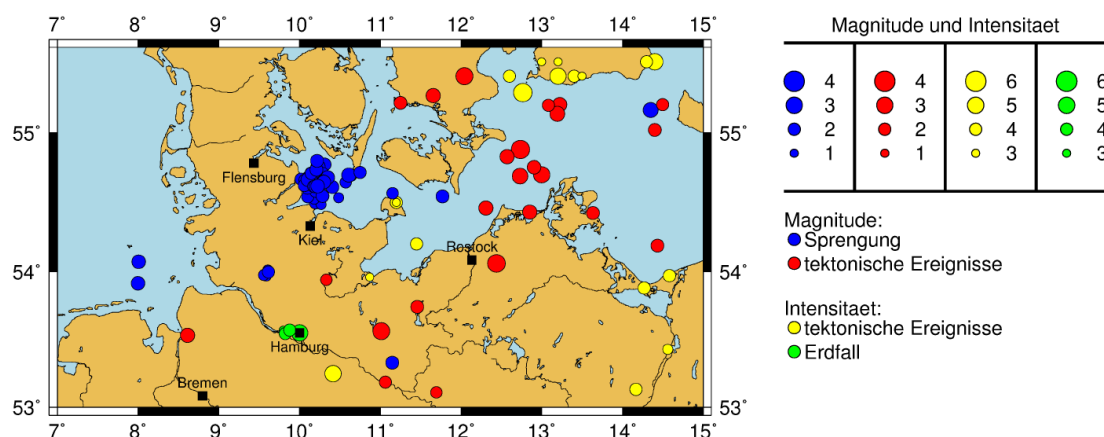 7° 8° 9° 10° 11° 12° 13° 14° 15°
55°
54°
53°
55°
54°
53°
7° 8° 9° 10° 11° 12° 13° 14° 15°
Flensburg
Kiel
Rostock
Hamburg
Bremen
Magnitude und Intensitaet
4 4 6 6
3 3 5 5
2 2 4 4
1 1 3 3
Magnitude:
Sprengung
tektonische Ereignisse
Intensitaet:
tektonische Ereignisse
Erdfall